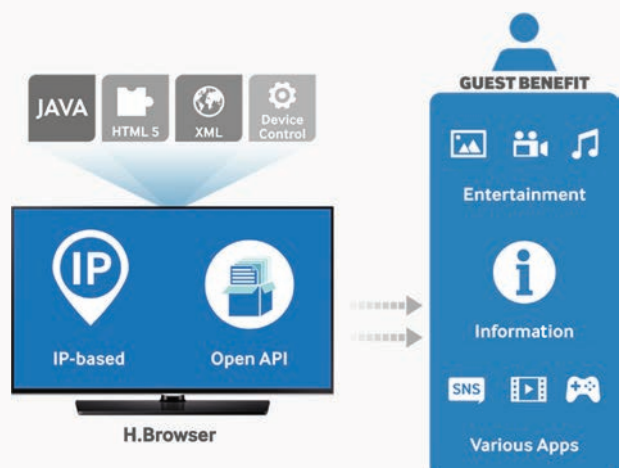 JAVA
HTML 5
XML
Device
Control
IP
IP-based
Open API
H.Browser
GUEST BENEFIT
Entertainment
i
Information
SNS
Various Apps